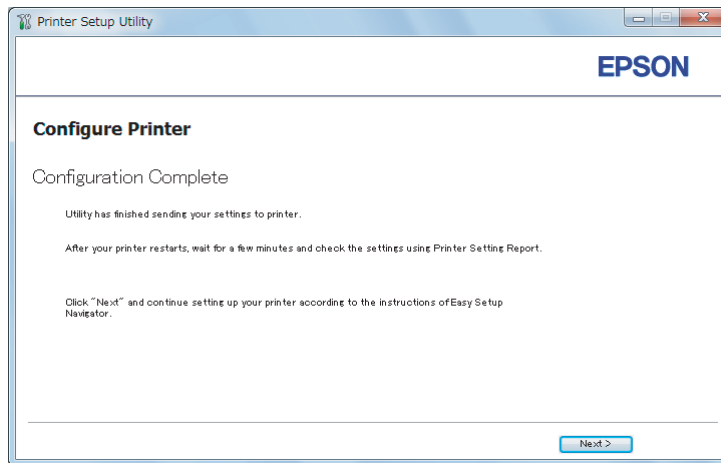 Printer Setup Utility
EPSON
Configure Printer
Configuration Complete
Utility has finished sending your settings to printer.
After your printer restarts, wait for a few minutes and check the settings using Printer Setting Report.
Click "Next" and continue setting up your printer according to the instructions of Easy Setup
Navigator.
Next >